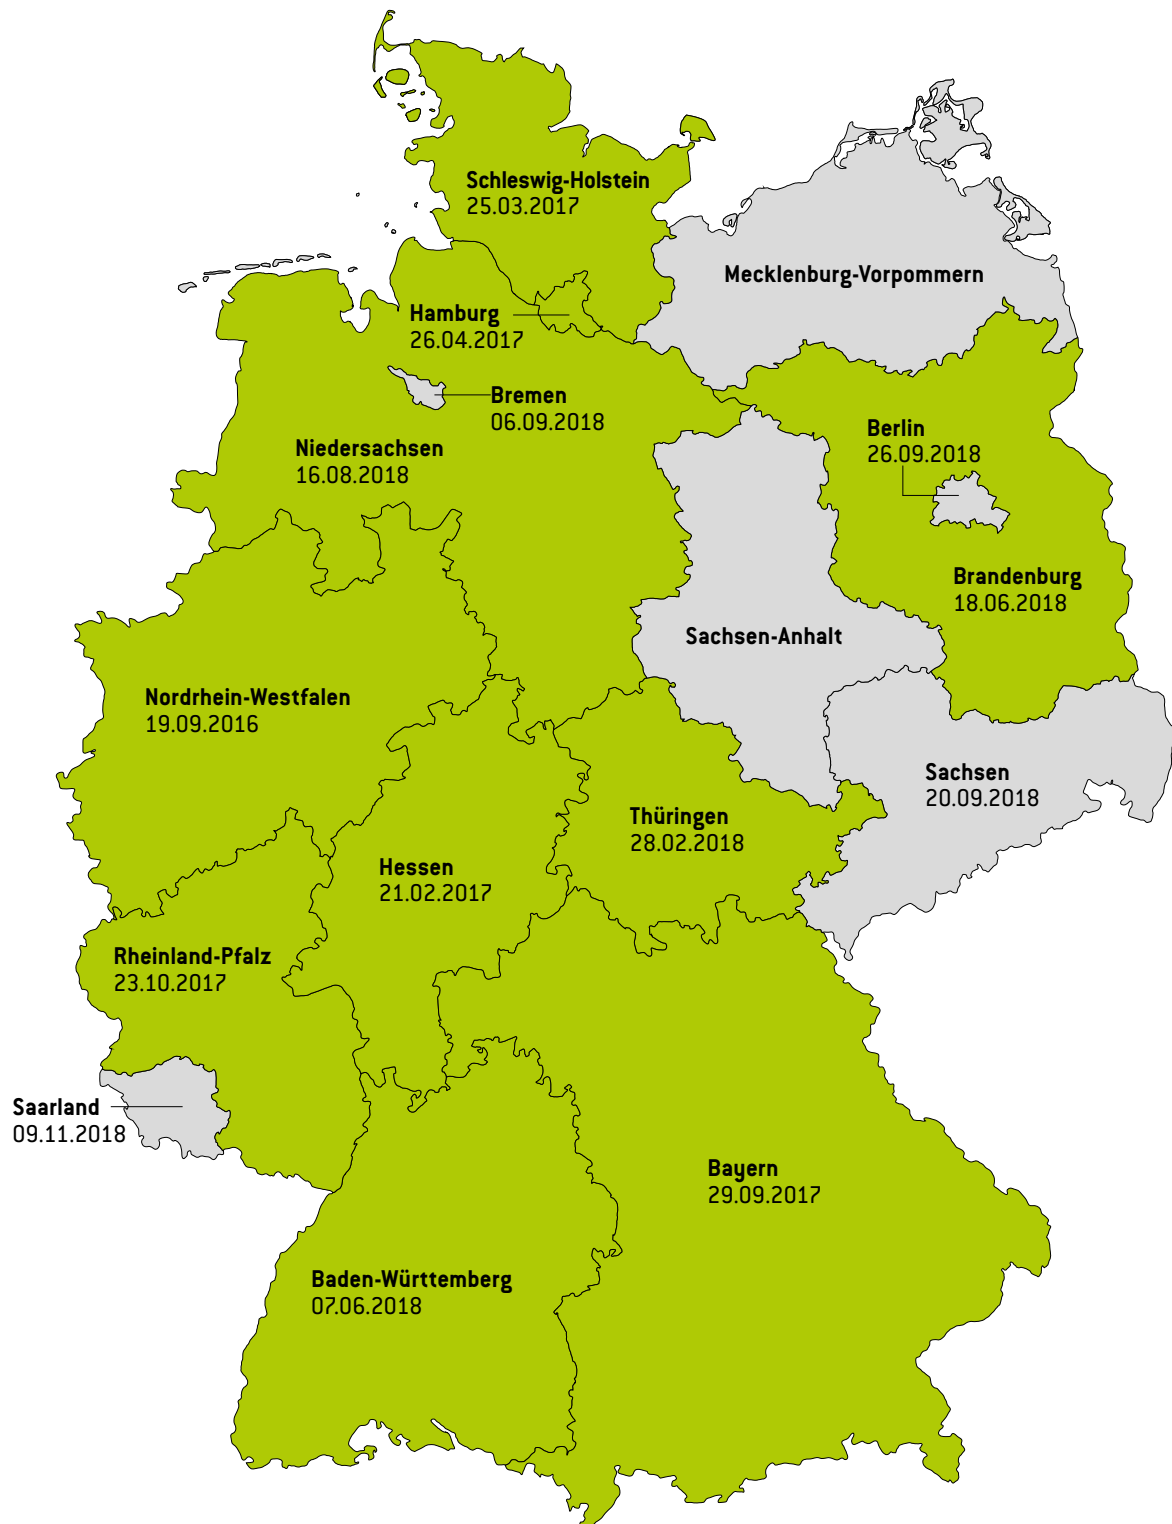 Schleswig-Holstein
25.03.2017
Mecklenburg-Vorpommern
Hamburg
26.04.2017
Bremen
06.09.2018
Berlin
26.09.2018
Niedersachsen
16.08.2018
Brandenburg
18.06.2018
Sachsen-Anhalt
Nordrhein-Westfalen
19.09.2016
Sachsen
20.09.2018
Thüringen
28.02.2018
Hessen
21.02.2017
Rheinland-Pfalz
23.10.2017
Saarland
09.11.2018
Bayern
29.09.2017
Baden-Württemberg
07.06.2018